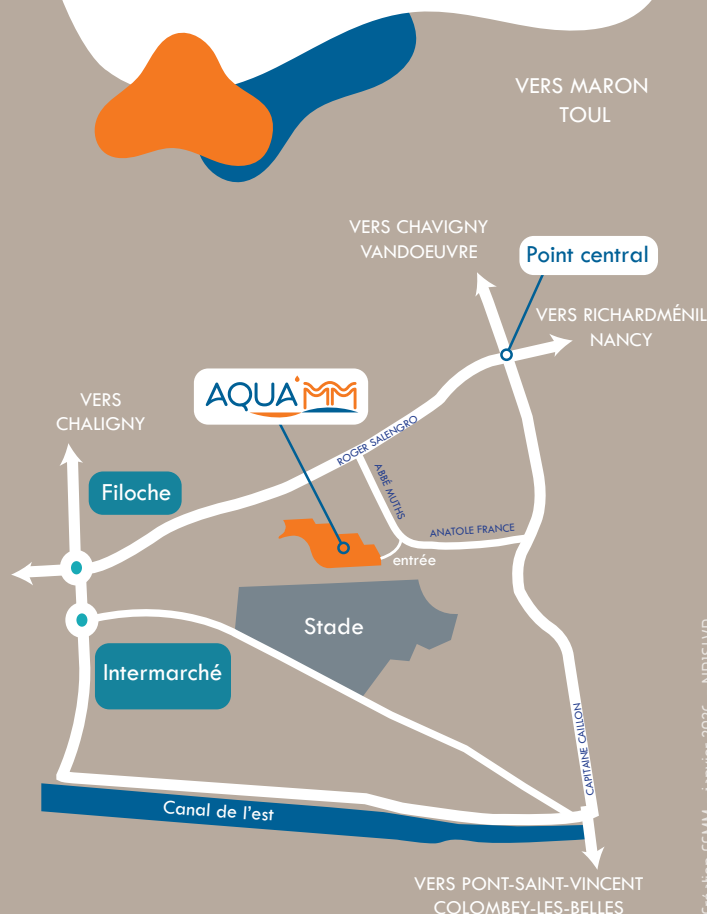 VERS MARON
TOUL
VERS CHAVIGNY
VANDOEUVRE
Point central
VERS RICHARDMÉNIL
NANCY
AQUA'MM
VERS
CHALIGNY
ROGER SALENGRO
Filoche
ABBÉ MUTHS
ANATOLE FRANCE
entrée
Stade
Intermarché
CAPITAINE CAILLON
Canal de l'est
VERS PONT-SAINT-VINCENT
COLOMBEY-LES-BELLES